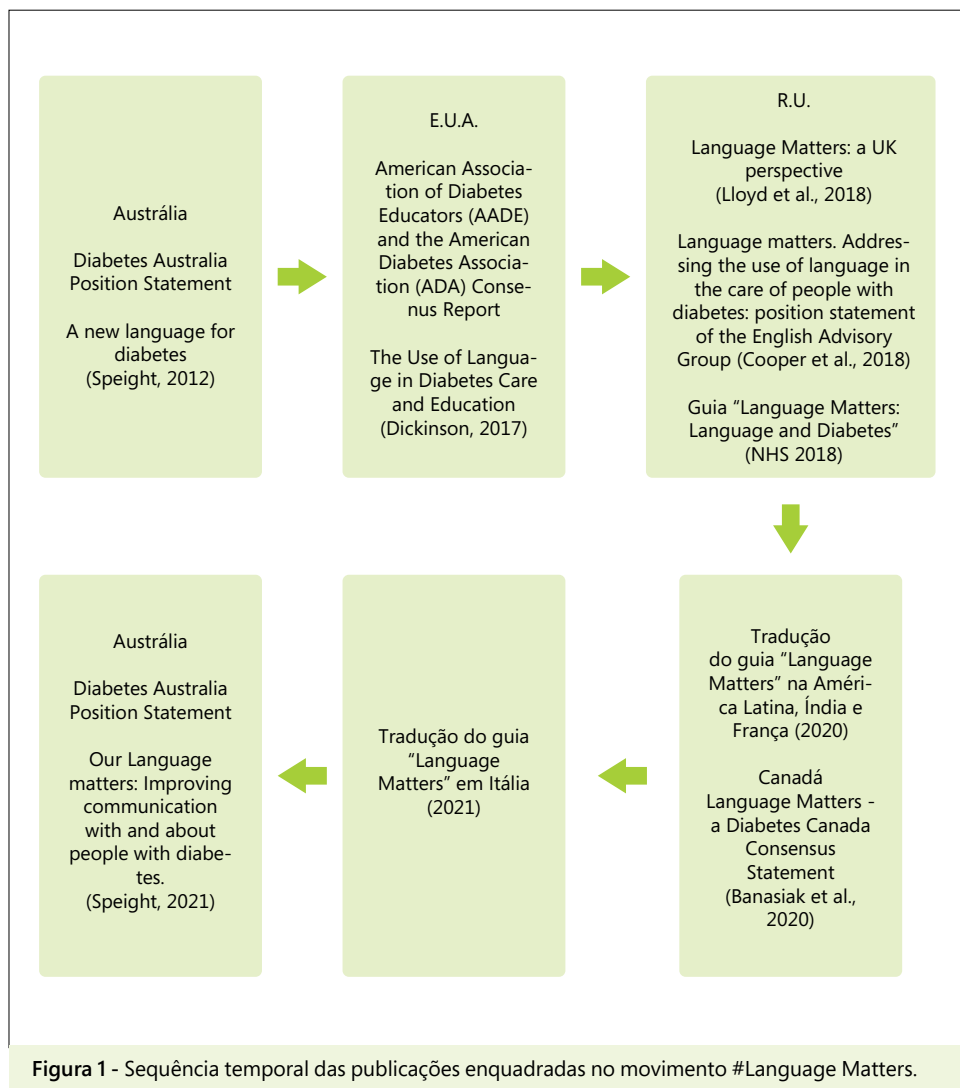 Austrália
Diabetes Australia
Position Statement
A new language for
diabetes
(Speight, 2012)
E.U.A.
American Associa-
tion of Diabetes
Educators (AADE)
and the American
Diabetes Associa-
tion (ADA) Conse-
nus Report
The Use of Langua-
ge in Diabetes Care
and Education
(Dickinson, 2017)
R.U.
Language Matters: a UK
perspective
(Lloyd et al., 2018)
Language matters. Addres-
sing the use of language in
the care of people with
diabetes: position statement
of the English Advisory
Group (Cooper et al., 2018)
Guia “Language Matters:
Language and Diabetes”
(NHS 2018)
Tradução
do guia “Language
Matters” na Améri-
ca Latina, Índia e
França (2020)
Canadá
Language Matters -
a Diabetes Canada
Consensus
Statement
(Banasiak et al.,
2020)
Tradução do guia
“Language
Matters” em Itália
(2021)
Austrália
Diabetes Australia
Position Statement
Our Language
matters: Improving
communication
with and about
people with diabe-
tes.
(Speight, 2021)
Figura 1 - Sequência temporal das publicações enquadradas no movimento #Language Matters.